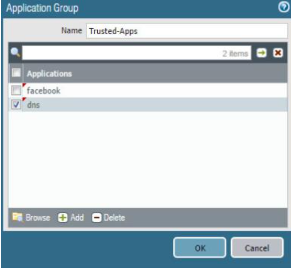 Application Group
Name Trusted-Apps
2 items
Applications
facebook
dns
Browse Add Delete
OK Cancel